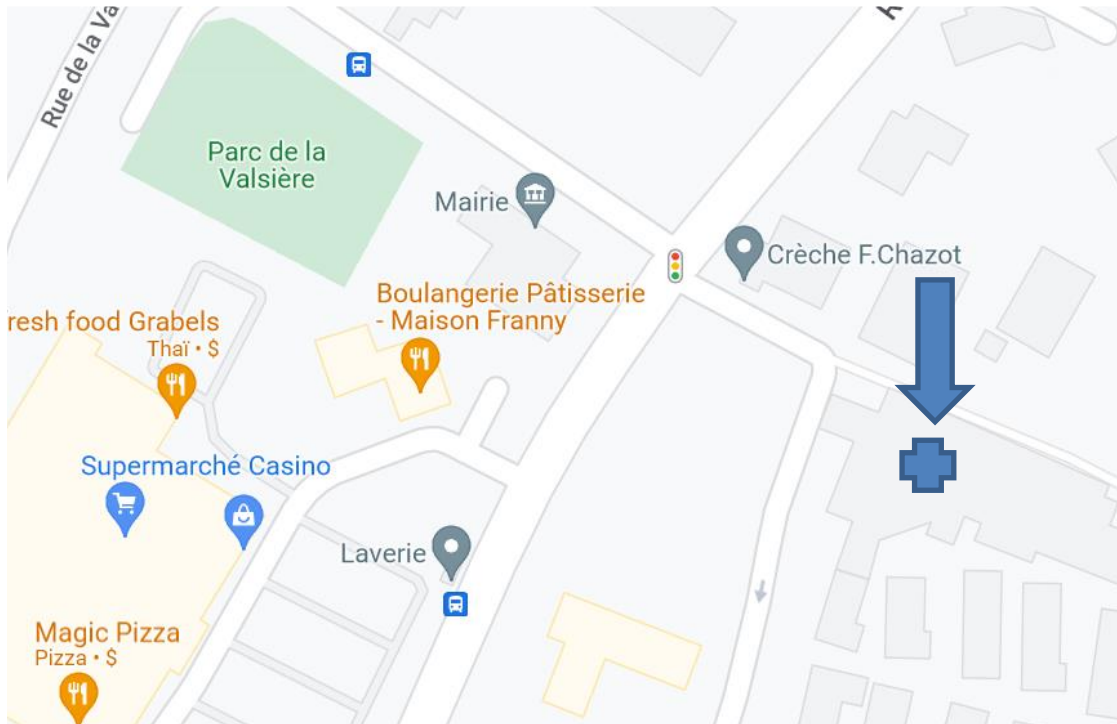 Rue de la Va
R
Parc de la
Valsière
Mairie
Crèche F.Chazot
Boulangerie Pâtisserie
- Maison Franny
resh food Grabels
Thaï • $
Supermarché Casino
Laverie
Magic Pizza
Pizza • $